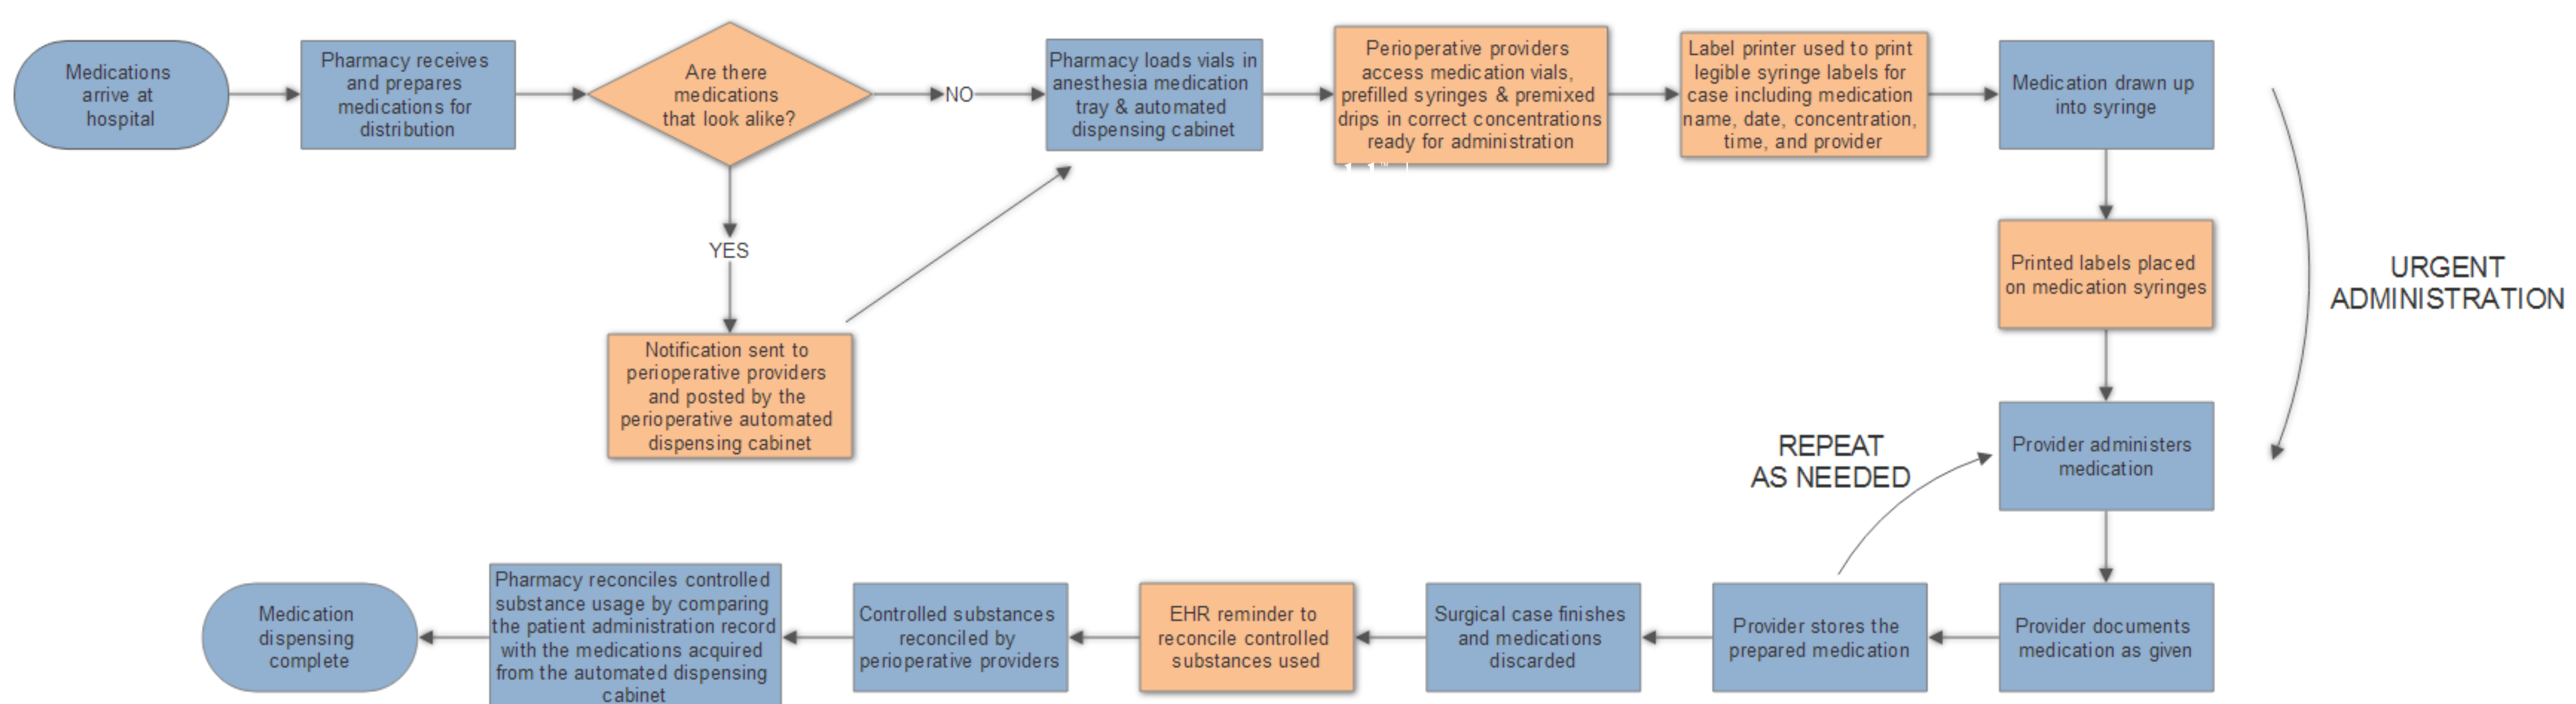 Medications
arrive at
hospital
Pharmacy receives
and prepares
medications for
distribution
Are there
medications
that look alike?
NO
Pharmacy loads vials in
anesthesia medication
tray & automated
dispensing cabinet
Perioperative providers
access medication vials,
prefilled syringes & premixed
drips in correct concentrations
ready for administration
Label printer used to print
legible syringe labels for
case including medication
name, date, concentration,
time, and provider
Medication drawn up
into syringe
YES
Notification sent to
perioperative providers
and posted by the
perioperative automated
dispensing cabinet
Printed labels placed
on medication syringes
URGENT
ADMINISTRATION
Provider administers
medication
REPEAT
AS NEEDED
Provider documents
medication as given
Provider stores the
prepared medication
Surgical case finishes
and medications
discarded
EHR reminder to
reconcile controlled
substances used
Controlled substances
reconciled by
perioperative providers
Pharmacy reconciles controlled
substance usage by comparing
the patient administration record
with the medications acquired
from the automated dispensing
cabinet
Medication
dispensing
complete